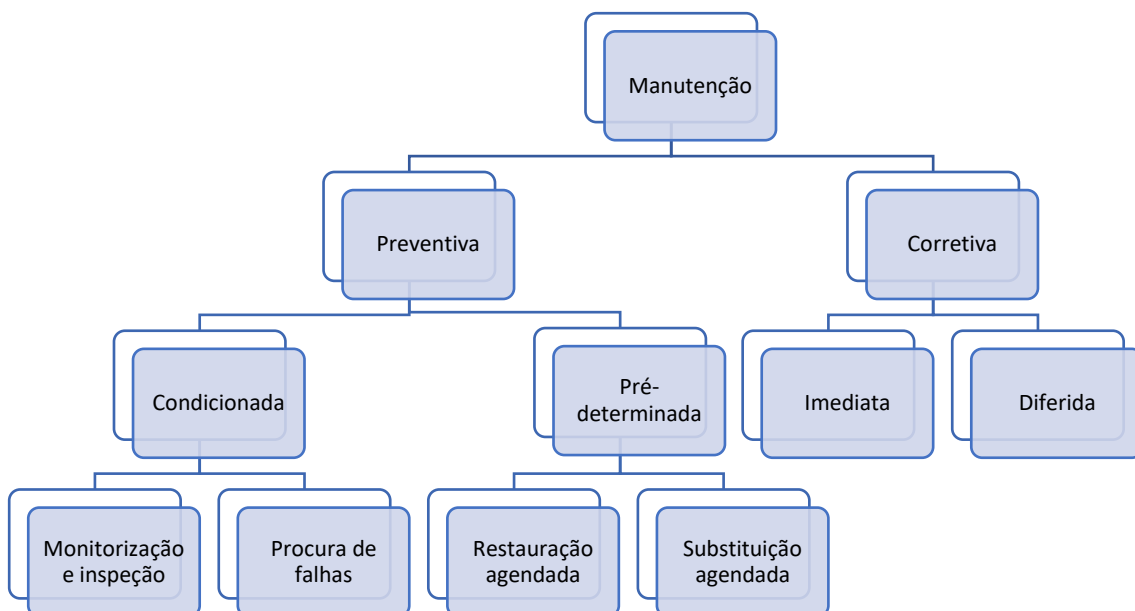 Manutenção
Preventiva
Corretiva
Condicionada
Pré-
determinada
Imediata
Diferida
Monitorização
e inspeção
Procura de
falhas
Restauração
agendada
Substituição
agendada